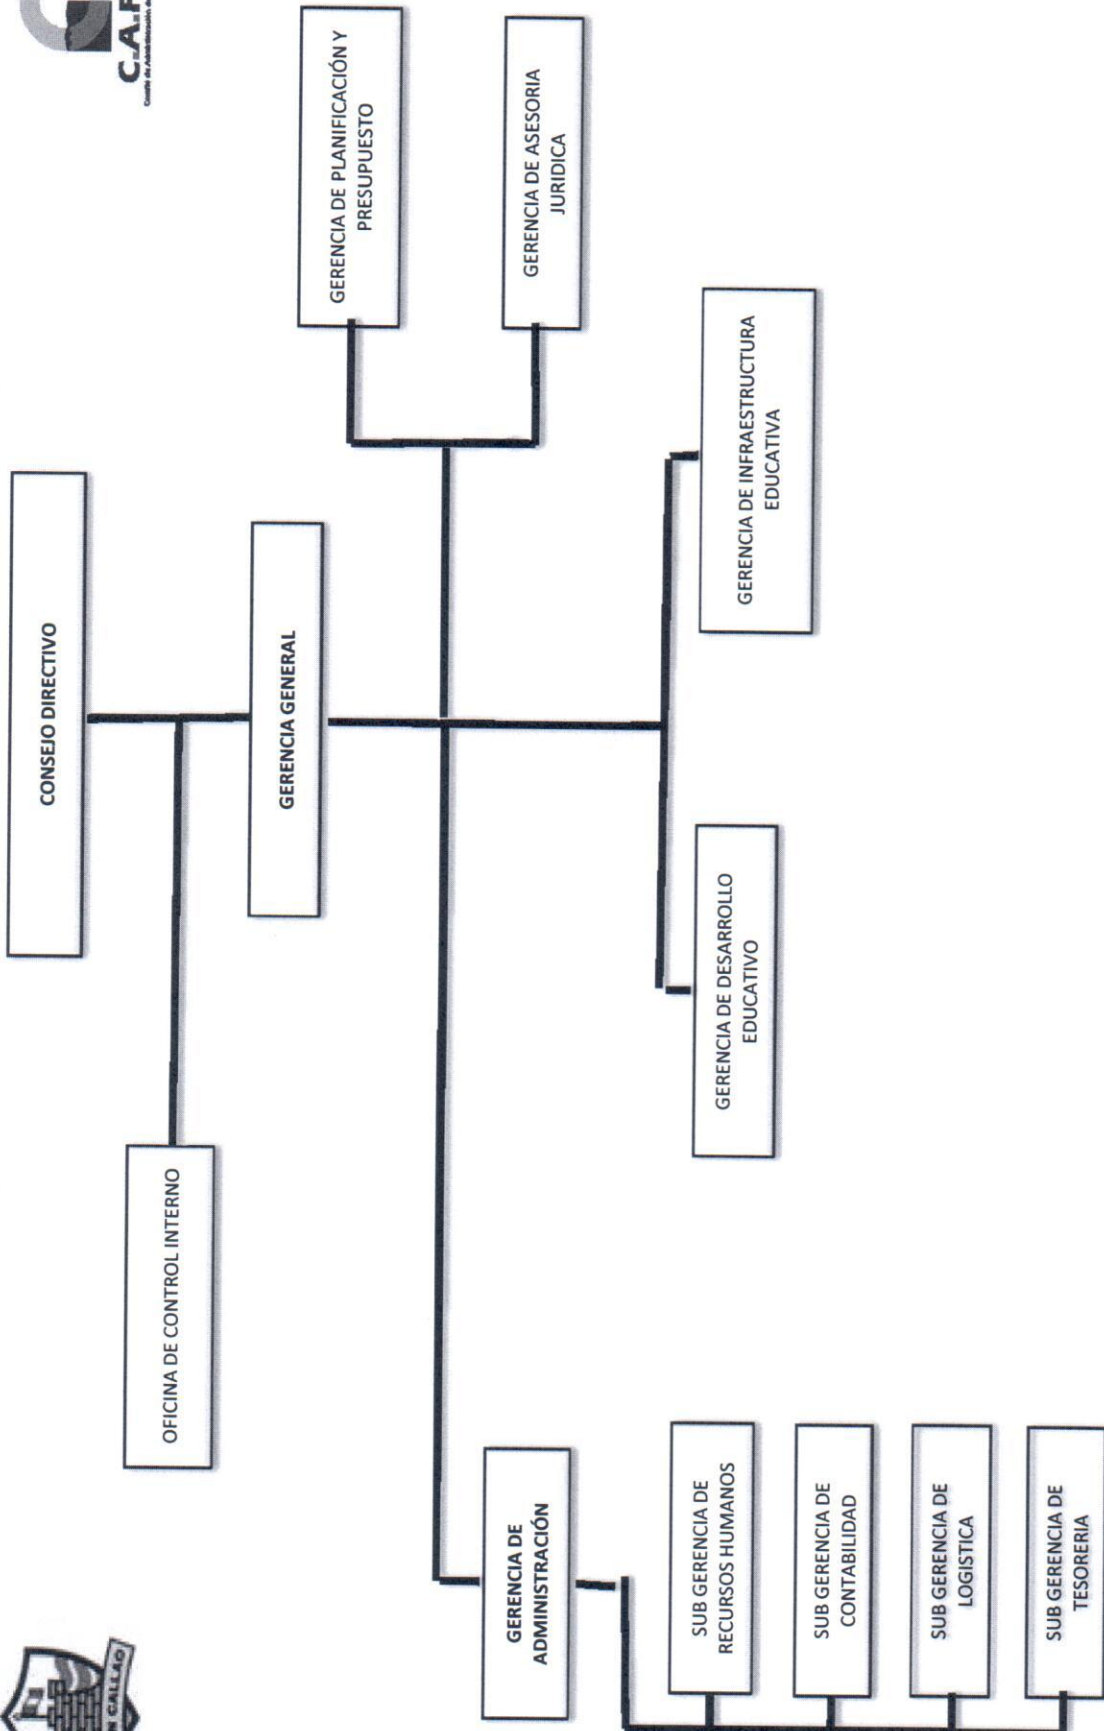 C.A.F
CONSEJO DIRECTIVO
OFICINA DE CONTROL INTERNO
GERENCIA GENERAL
GERENCIA DE PLANIFICACIÓN Y
PRESUPUESTO
GERENCIA DE ASESORIA
JURIDICA
GERENCIA DE
ADMINISTRACIÓN
SUB GERENCIA DE
RECURSOS HUMANOS
SUB GERENCIA DE
CONTABILIDAD
SUB GERENCIA DE
LOGISTICA
SUB GERENCIA DE
TESORERIA
GERENCIA DE DESARROLLO
EDUCATIVO
GERENCIA DE INFRAESTRUCTURA
EDUCATIVA
N CALLAO